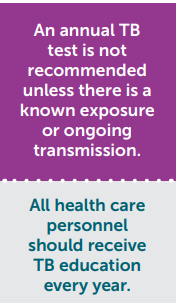 An annual TB
test is not
recommended
unless there is a
known exposure
or ongoing
transmission.
All health care
personnel
should receive
TB education
every year.